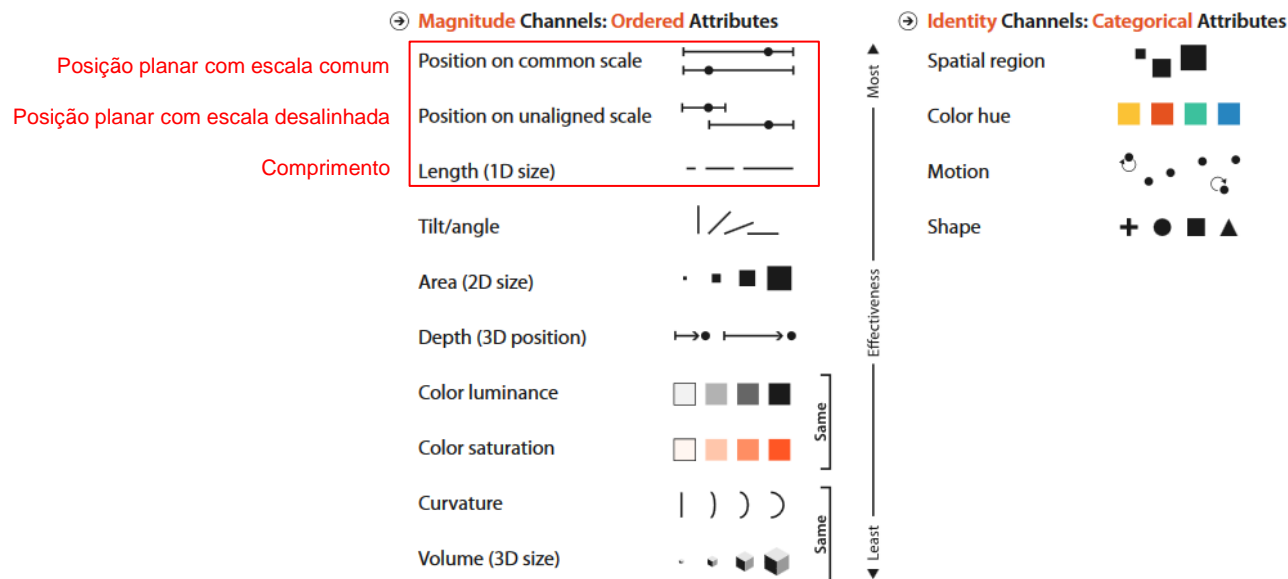 Magnitude Channels: Ordered Attributes
Posição planar com escala comum
Position on common scale
Posição planar com escala desalinhada
Position on unaligned scale
Comprimento
Length (1D size)
Tilt/angle
Area (2D size)
Depth (3D position)
Color luminance
Color saturation
Same
Curvature
Volume (3D size)
Same
Most
Effectiveness
Least
Identity Channels: Categorical Attributes
Spatial region
Color hue
Motion
Shape